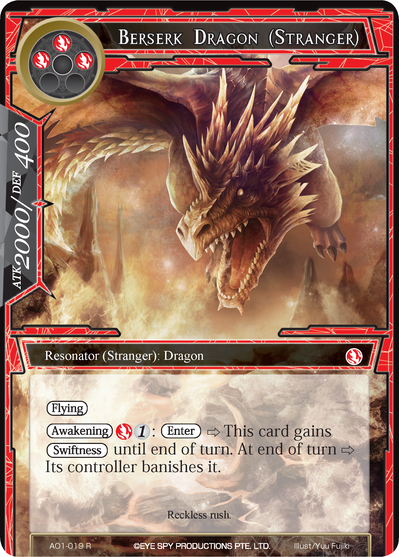 Berserk Dragon (Stranger)
ATK 2000/ DEF 400
Resonator (Stranger): Dragon
Flying
Awakening 1 : Enter ⇨ This card gains
Swiftness until end of turn. At end of turn ⇨
Its controller banishes it.
Reckless rush.
AO1-019 R ©EYE SPY PRODUCTIONS PTE. LTD. Illust/Yuu Fujiki